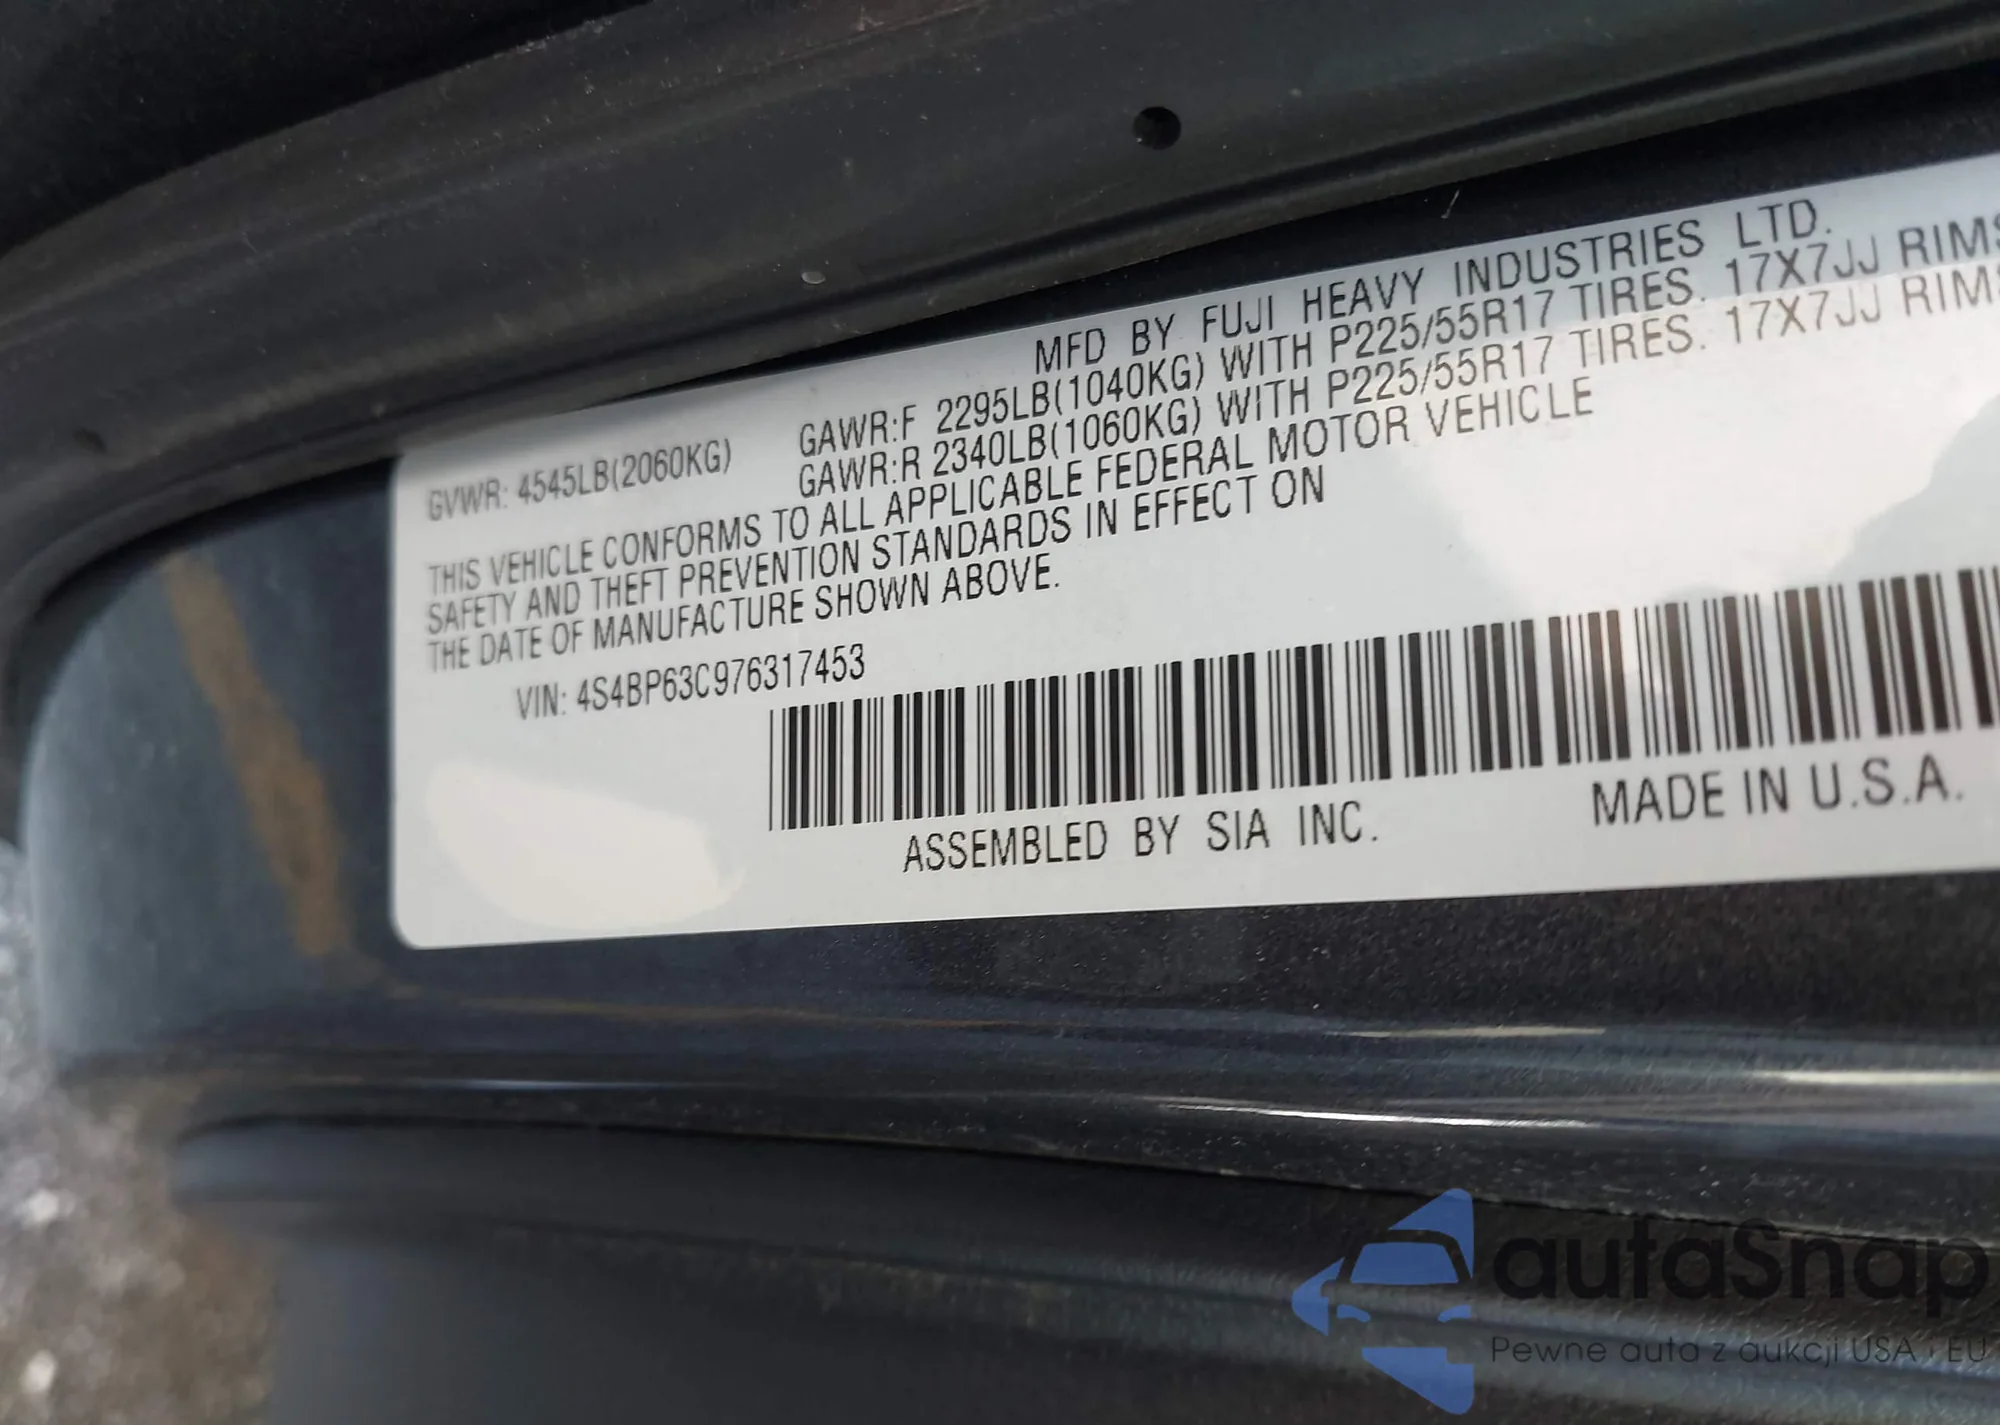 MFD BY FUJI HEAVY INDUSTRIES LTD.
GVWR: 4545LB(2060KG) GAWR:F 2295LB(1040KG) WITH P225/55R17 TIRES. 17X7JJ RIMS
GAWR:R 2340LB(1060KG) WITH P225/55R17 TIRES. 17X7JJ RIMS
THIS VEHICLE CONFORMS TO ALL APPLICABLE FEDERAL MOTOR VEHICLE
SAFETY AND THEFT PREVENTION STANDARDS IN EFFECT ON
THE DATE OF MANUFACTURE SHOWN ABOVE.
VIN: 4S4BP63C976317453
ASSEMBLED BY SIA INC. MADE IN U.S.A.
autaSnap
Pewne auta z aukcji USA i EU